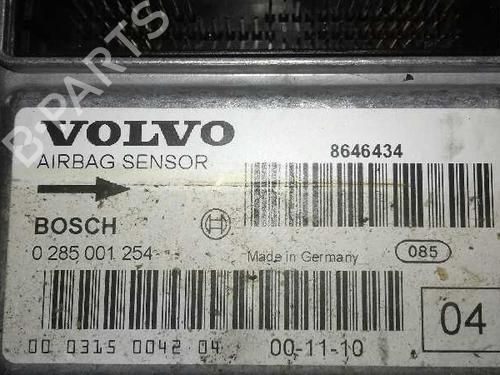 B-PARTS
VOLVO
AIRBAG SENSOR
8646434
BOSCH
0 285 001 254
Made in Germany
085
04
00 0315 0042 04
00-11-10